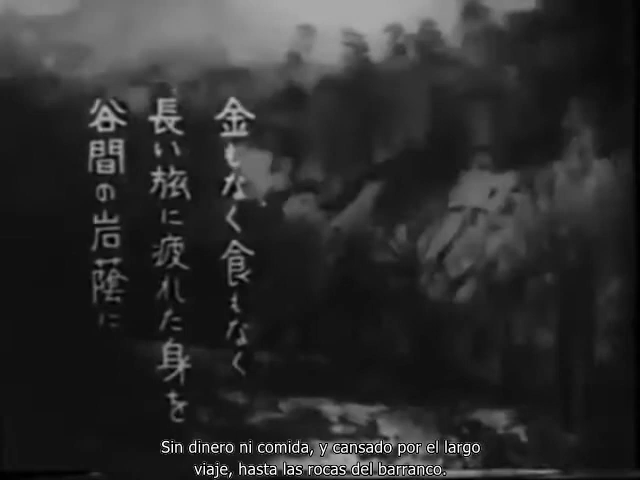 金もなく食もなく
長い旅に疲れた身を
谷間の岩蔭に
Sin dinero ni comida, y cansado por el largo
viaje, hasta las rocas del barranco.